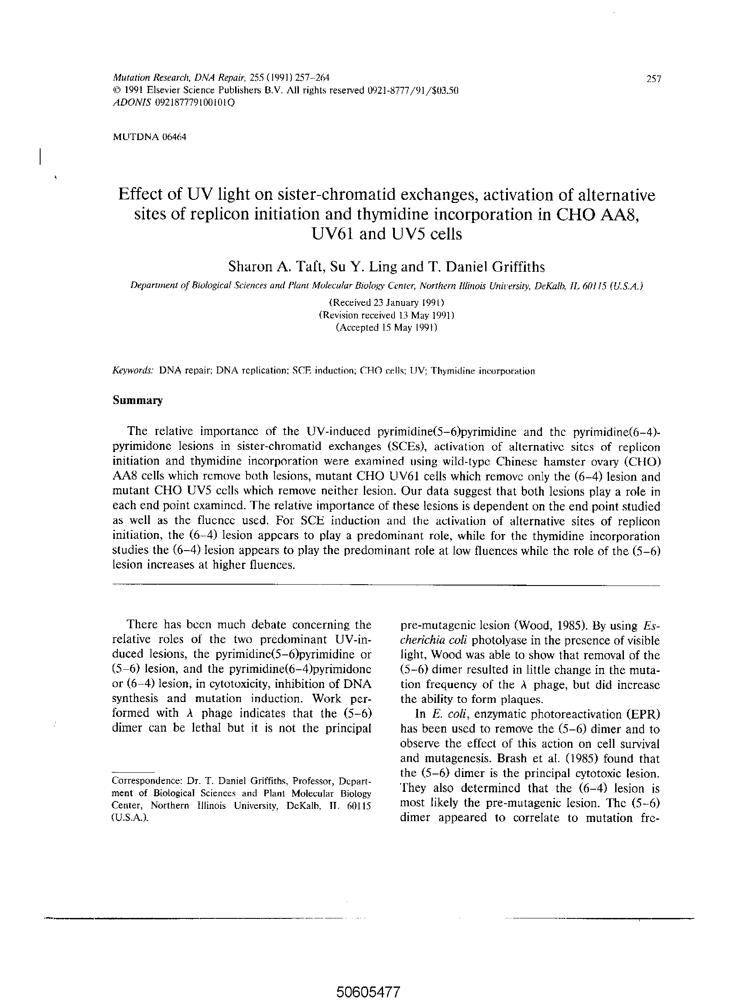 Mutation Research, DNA Repair, 255 (1991) 257–264
257
© 1991 Elsevier Science Publishers B.V. All rights reserved 0921-8777/91/$03.50
ADONIS 092187779100101Q
MUTDNA 06464
Effect of UV light on sister-chromatid exchanges, activation of alternative
sites of replicon initiation and thymidine incorporation in CHO AA8,
UV61 and UV5 cells
Sharon A. Taft, Su Y. Ling and T. Daniel Griffiths
Department of Biological Sciences and Plant Molecular Biology Center, Northern Illinois University, DeKalb, IL 60115 (U.S.A.)
(Received 23 January 1991)
(Revision received 13 May 1991)
(Accepted 15 May 1991)
Keywords: DNA repair; DNA replication; SCE induction; CHO cells; UV; Thymidine incorporation
Summary
The relative importance of the UV-induced pyrimidine(5–6)pyrimidine and the pyrimidine(6–4)-
pyrimidone lesions in sister-chromatid exchanges (SCEs), activation of alternative sites of replicon
initiation and thymidine incorporation were examined using wild-type Chinese hamster ovary (CHO)
AA8 cells which remove both lesions, mutant CHO UV61 cells which remove only the (6–4) lesion and
mutant CHO UV5 cells which remove neither lesion. Our data suggest that both lesions play a role in
each end point examined. The relative importance of these lesions is dependent on the end point studied
as well as the fluence used. For SCE induction and the activation of alternative sites of replicon
initiation, the (6–4) lesion appears to play a predominant role, while for the thymidine incorporation
studies the (6–4) lesion appears to play the predominant role at low fluences while the role of the (5–6)
lesion increases at higher fluences.
There has been much debate concerning the
relative roles of the two predominant UV-in-
duced lesions, the pyrimidine(5–6)pyrimidine or
(5–6) lesion, and the pyrimidine(6–4)pyrimidone
or (6–4) lesion, in cytotoxicity, inhibition of DNA
synthesis and mutation induction. Work per-
formed with λ phage indicates that the (5–6)
dimer can be lethal but it is not the principal
Correspondence: Dr. T. Daniel Griffiths, Professor, Depart-
ment of Biological Sciences and Plant Molecular Biology
Center, Northern Illinois University, DeKalb, IL 60115
(U.S.A.).
pre-mutagenic lesion (Wood, 1985). By using Es-
cherichia coli photolyase in the presence of visible
light, Wood was able to show that removal of the
(5–6) dimer resulted in little change in the muta-
tion frequency of the λ phage, but did increase
the ability to form plaques.
In E. coli, enzymatic photoreactivation (EPR)
has been used to remove the (5–6) dimer and to
observe the effect of this action on cell survival
and mutagenesis. Brash et al. (1985) found that
the (5–6) dimer is the principal cytotoxic lesion.
They also determined that the (6–4) lesion is
most likely the pre-mutagenic lesion. The (5–6)
dimer appeared to correlate to mutation fre-
50605477